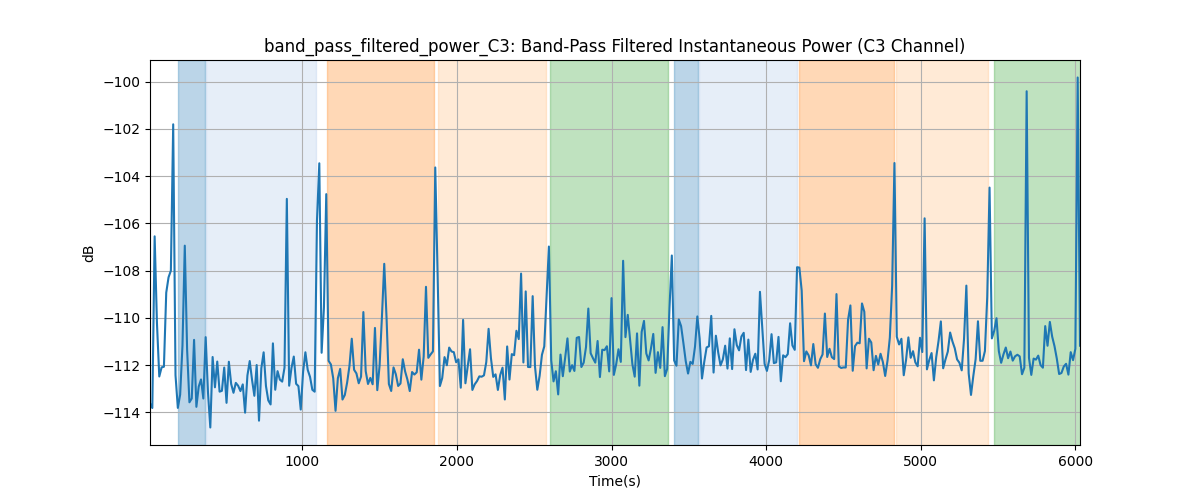 band_pass_filtered_power_C3: Band-Pass Filtered Instantaneous Power (C3 Channel)
−100
−102
−104
−106
−108
−110
−112
−114
dB
1000 2000 3000 4000 5000 6000
Time(s)